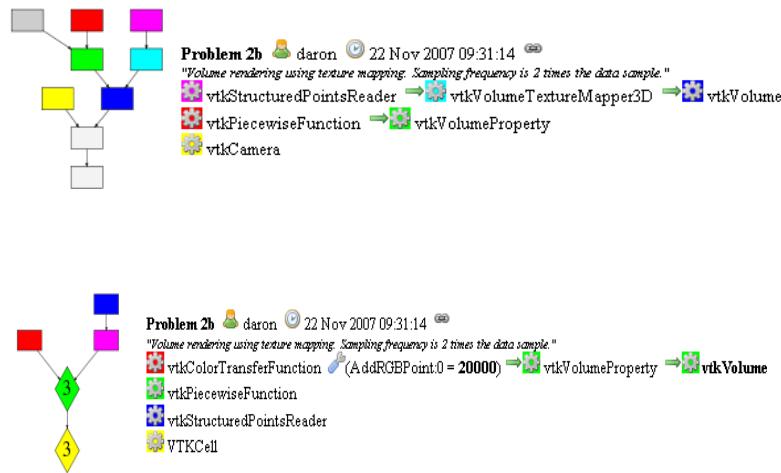 Problem 2b daron 22 Nov 2007 09:31:14
"Volume rendering using texture mapping. Sampling frequency is 2 times the data sample."
vtkStructuredPointsReader vtkVolumeTextureMapper3D vtkVolume
vtkPiecewiseFunction vtkVolumeProperty
vtkCamera
Problem 2b daron 22 Nov 2007 09:31:14
"Volume rendering using texture mapping. Sampling frequency is 2 times the data sample."
vtkColorTransferFunction (AddRGBPoint:0 = 20000) vtkVolumeProperty vtkVolume
vtkPiecewiseFunction
3
vtkStructuredPointsReader
VTKCell
3